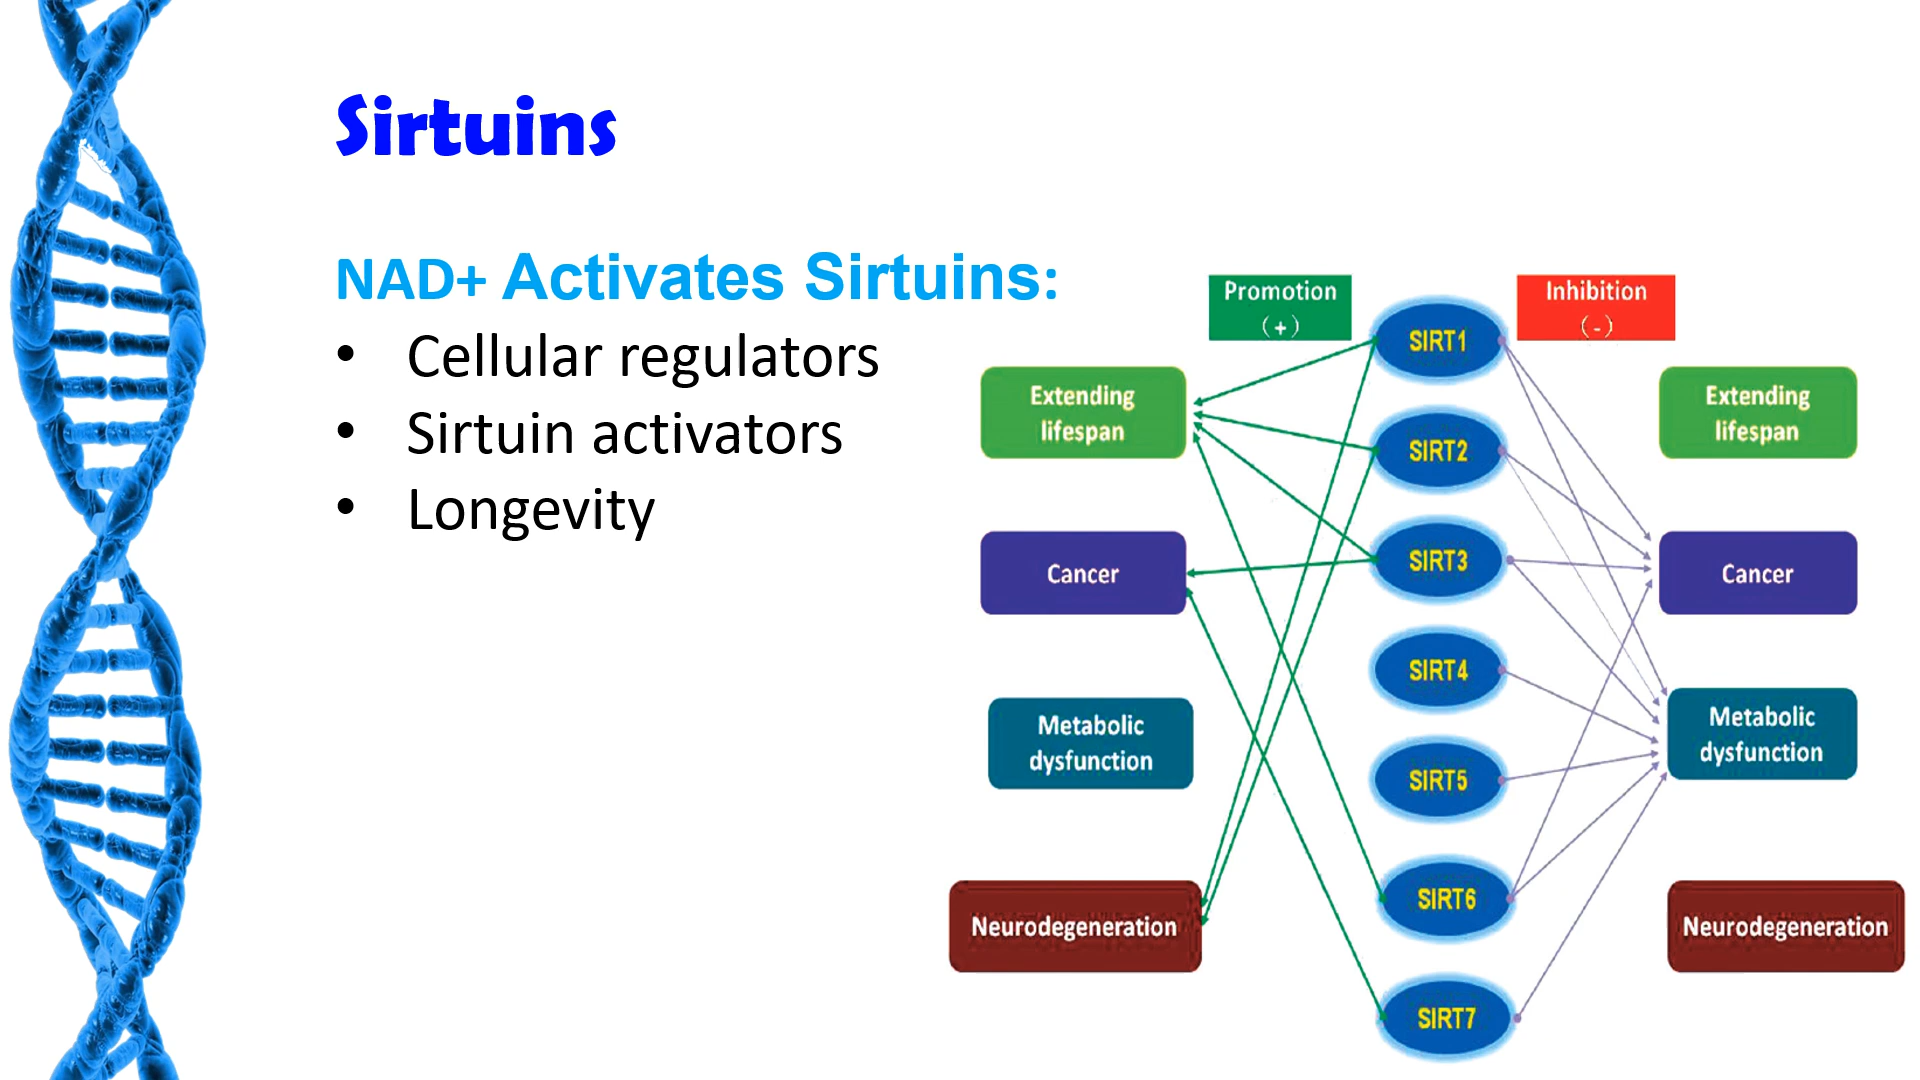 Sirtuins
NAD+ Activates Sirtuins:
• Cellular regulators
• Sirtuin activators
• Longevity
Promotion
(+)
Inhibition
(-)
Extending
lifespan
Cancer
Metabolic
dysfunction
Neurodegeneration
SIRT1
SIRT2
SIRT3
SIRT4
SIRT5
SIRT6
SIRT7
Extending
lifespan
Cancer
Metabolic
dysfunction
Neurodegeneration